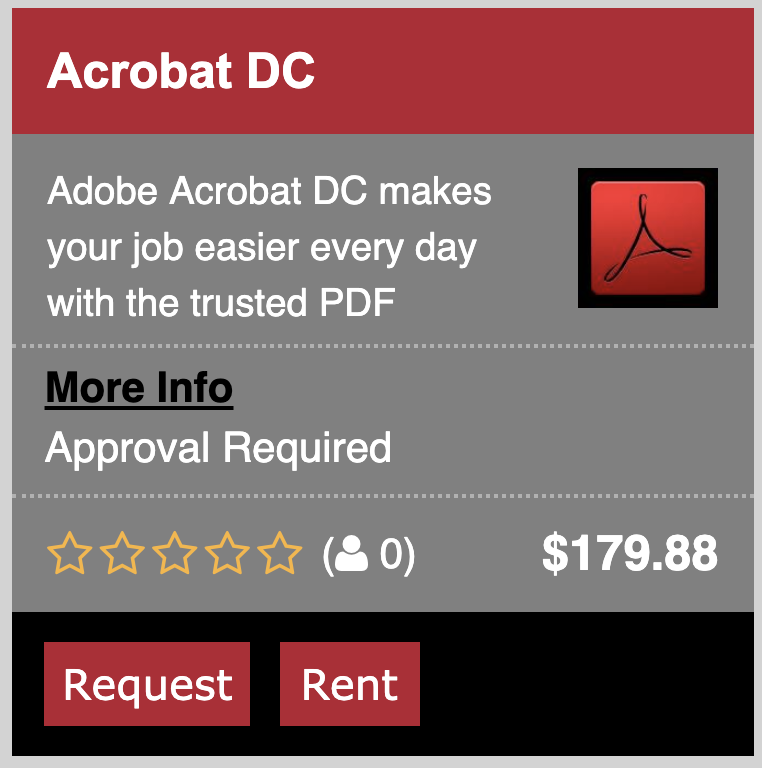 Acrobat DC
Adobe Acrobat DC makes
your job easier every day
with the trusted PDF
More Info
Approval Required
( 0) $179.88
Request Rent